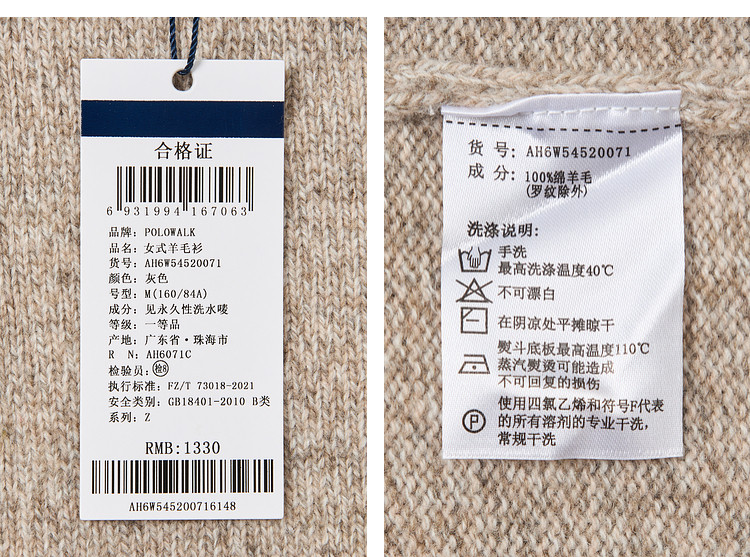 合格证
6 931994 167063
品牌: POLOWALK
品名: 女式羊毛衫
货号: AH6W54520071
颜色: 灰色
号型: M(160/84A)
成分: 见永久性洗水唛
等级: 一等品
产地: 广东省·珠海市
R N: AH6071C
检验员: 检8
执行标准: FZ/T 73018-2021
安全类别: GB18401-2010 B类
系列: Z
RMB:1330
AH6W545200716148
货 号: AH6W54520071
成 分: 100%绵羊毛
(罗纹除外)
洗涤说明:
手洗
最高洗涤温度40℃
不可漂白
在阴凉处平摊晾干
熨斗底板最高温度110℃
蒸汽熨烫可能造成
不可回复的损伤
P
使用四氯乙烯和符号F代表
的所有溶剂的专业干洗,
常规干洗